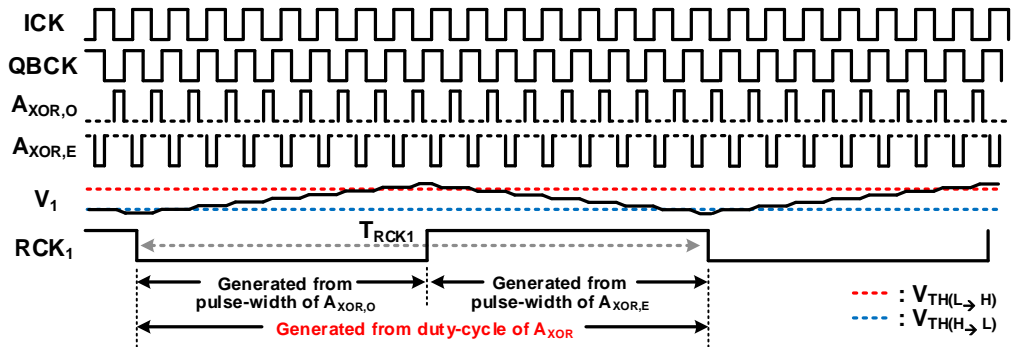 ICK
QBCK
AXOR,O
AXOR,E
V1
TRCK1
RCK1
Generated from
pulse-width of AXOR,O
Generated from
pulse-width of AXOR,E
Generated from duty-cycle of AXOR
: VTH(L→H)
: VTH(H→L)